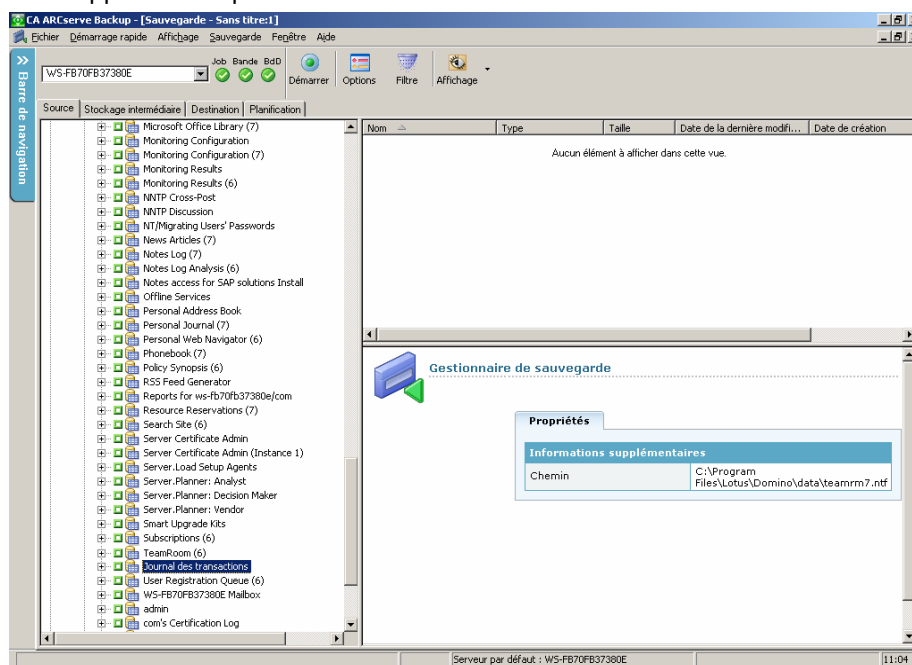 CA ARCserve Backup - [Sauvegarde - Sans titre:1]
Fichier Démarrage rapide Affichage Sauvegarde Fenêtre Aide
Barre de navigation
WS-FB70FB37380E
Job Bande BdD
Démarrer Options Filtre Affichage
Source Stockage intermédiaire Destination Planification
Microsoft Office Library (7)
Monitoring Configuration
Monitoring Configuration (7)
Monitoring Results
Monitoring Results (6)
NNTP Cross-Post
NNTP Discussion
NT/Migrating Users' Passwords
News Articles (7)
Notes Log (7)
Notes Log Analysis (6)
Notes access for SAP solutions Install
Offline Services
Personal Address Book
Personal Journal (7)
Personal Web Navigator (6)
Phonebook (7)
Policy Synopsis (6)
RSS Feed Generator
Reports for ws-fb70fb37380e/com
Resource Reservations (7)
Search Site (6)
Server Certificate Admin
Server Certificate Admin (Instance 1)
Server.Load Setup Agents
Server.Planner: Analyst
Server.Planner: Decision Maker
Server.Planner: Vendor
Smart Upgrade Kits
Subscriptions (6)
TeamRoom (6)
Journal des transactions
User Registration Queue (6)
WS-FB70FB37380E Mailbox
admin
com's Certification Log
Nom Type Taille Date de la dernière modifi... Date de création
Aucun élément à afficher dans cette vue.
Gestionnaire de sauvegarde
Propriétés
Informations supplémentaires
Chemin C:\Program
Files\Lotus\Domino\data\teamrm7.ntf
Serveur par défaut : WS-FB70FB37380E 11:04